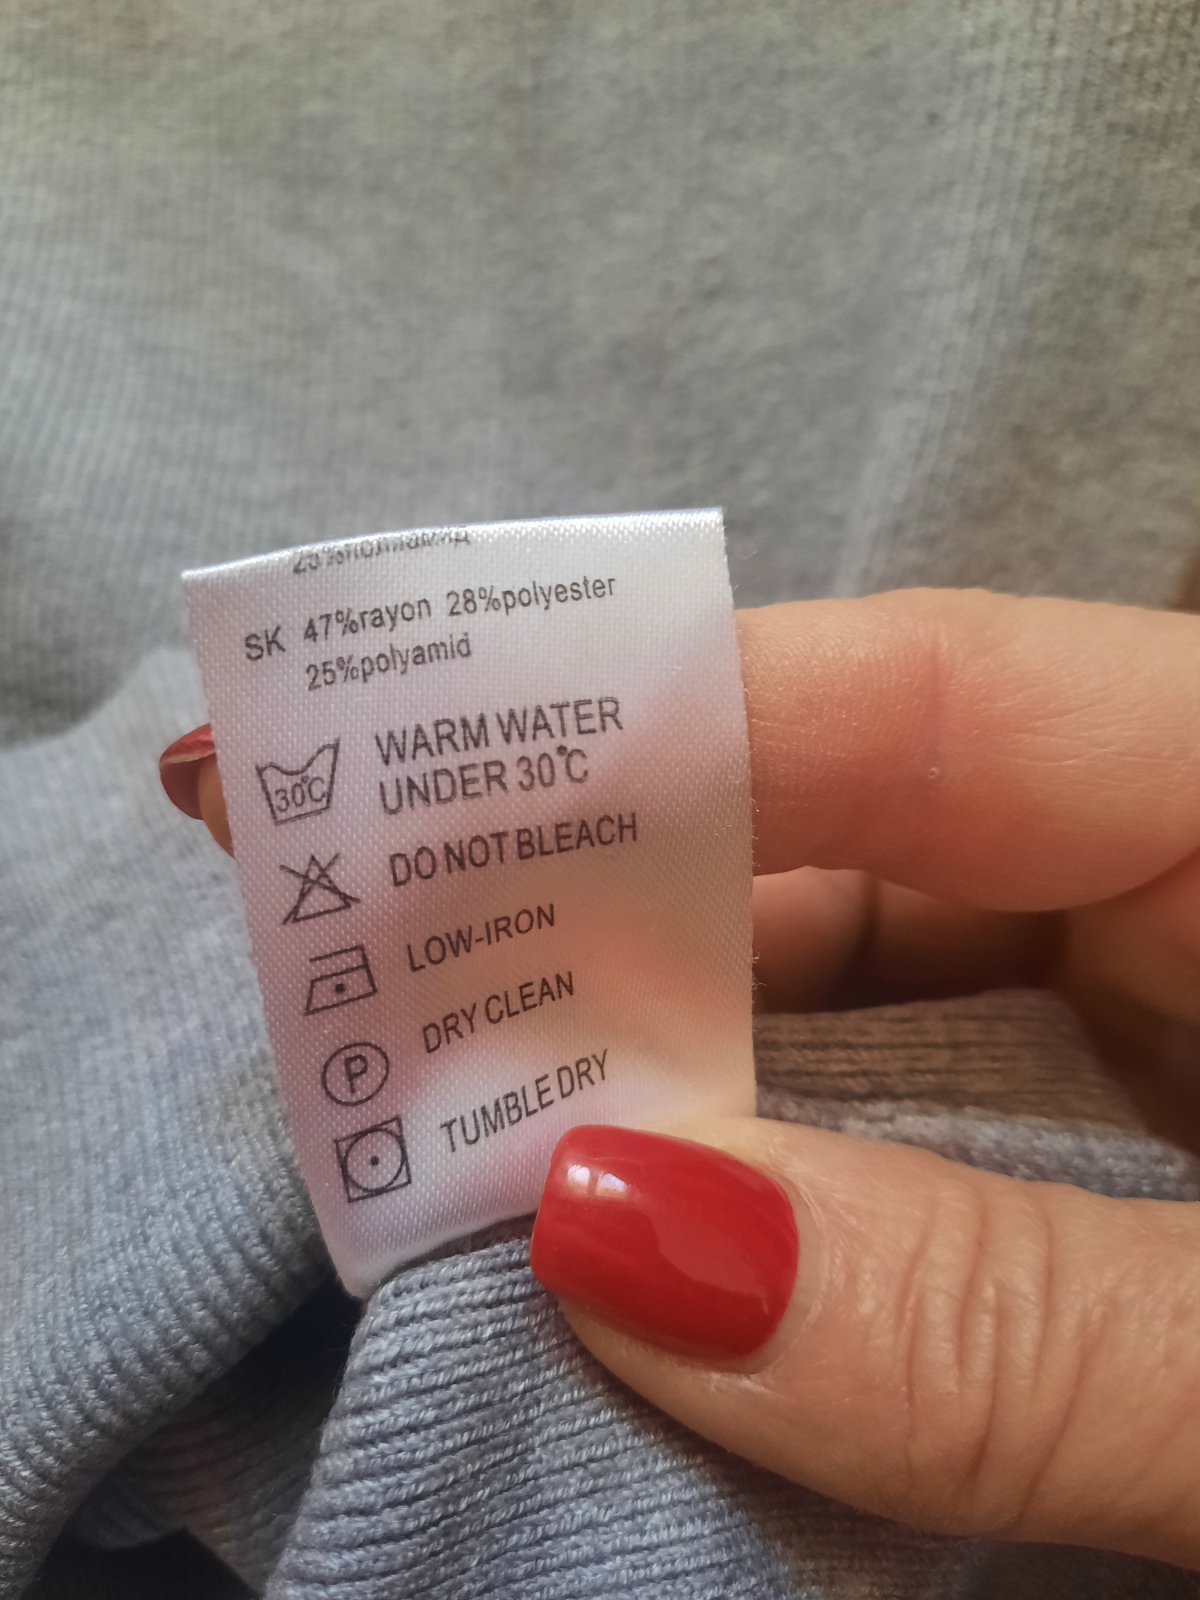 SK 47%rayon 28%polyester
25%polyamid
30°C
WARM WATER
UNDER 30°C
DO NOT BLEACH
LOW-IRON
P
DRY CLEAN
TUMBLE DRY